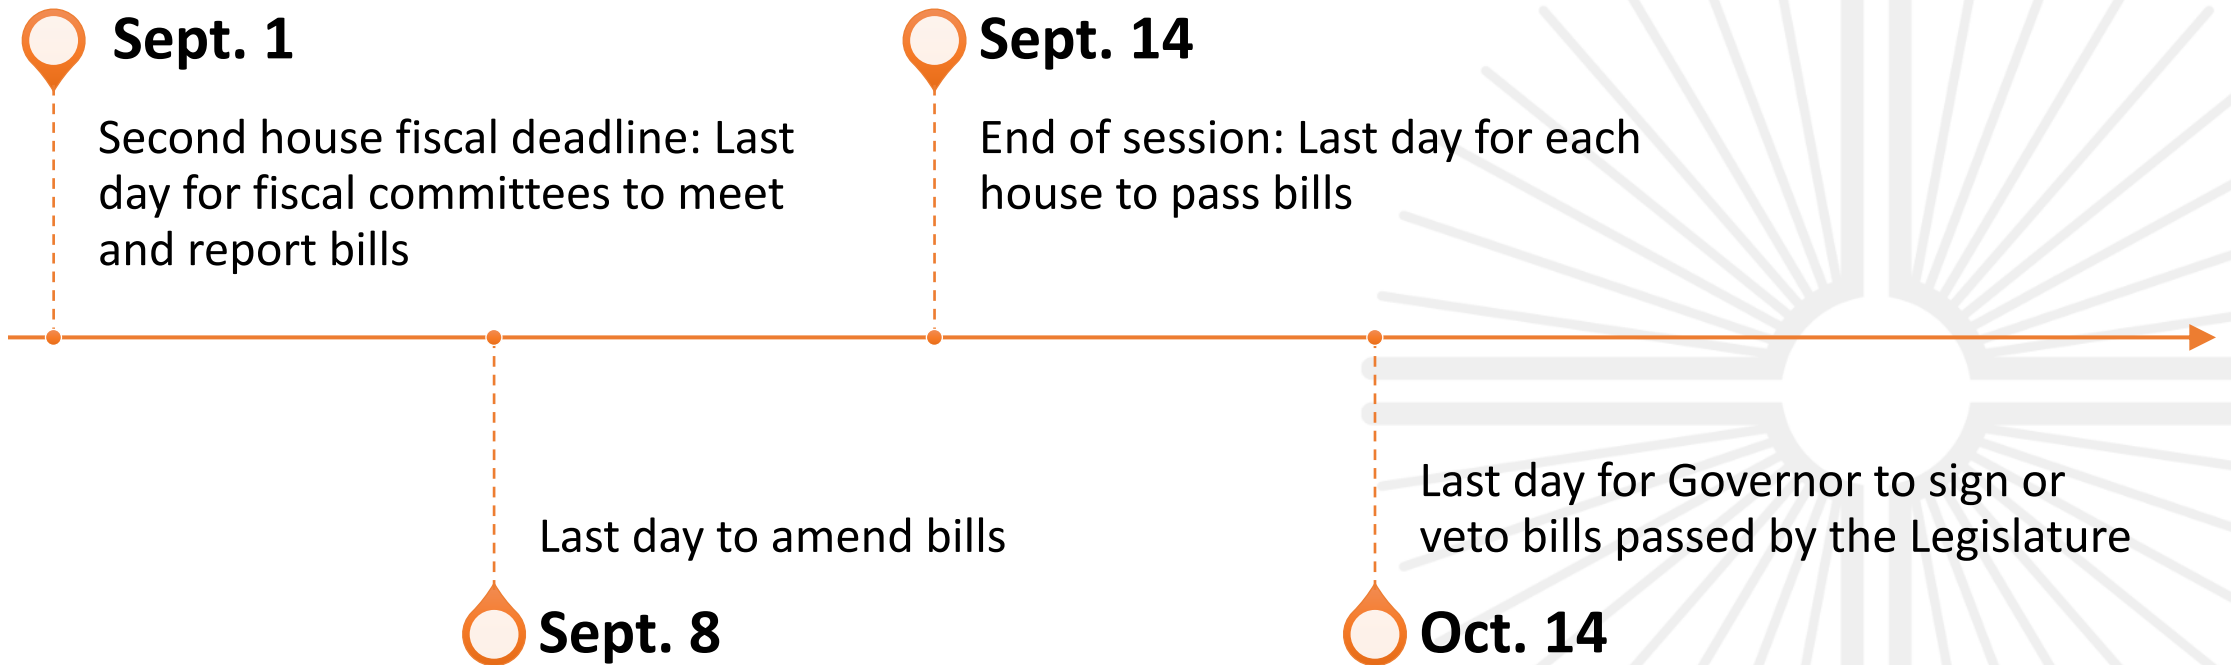 Sept. 1
Second house fiscal deadline: Last
day for fiscal committees to meet
and report bills
Last day to amend bills
Sept. 8
Sept. 14
End of session: Last day for each
house to pass bills
Last day for Governor to sign or
veto bills passed by the Legislature
Oct. 14